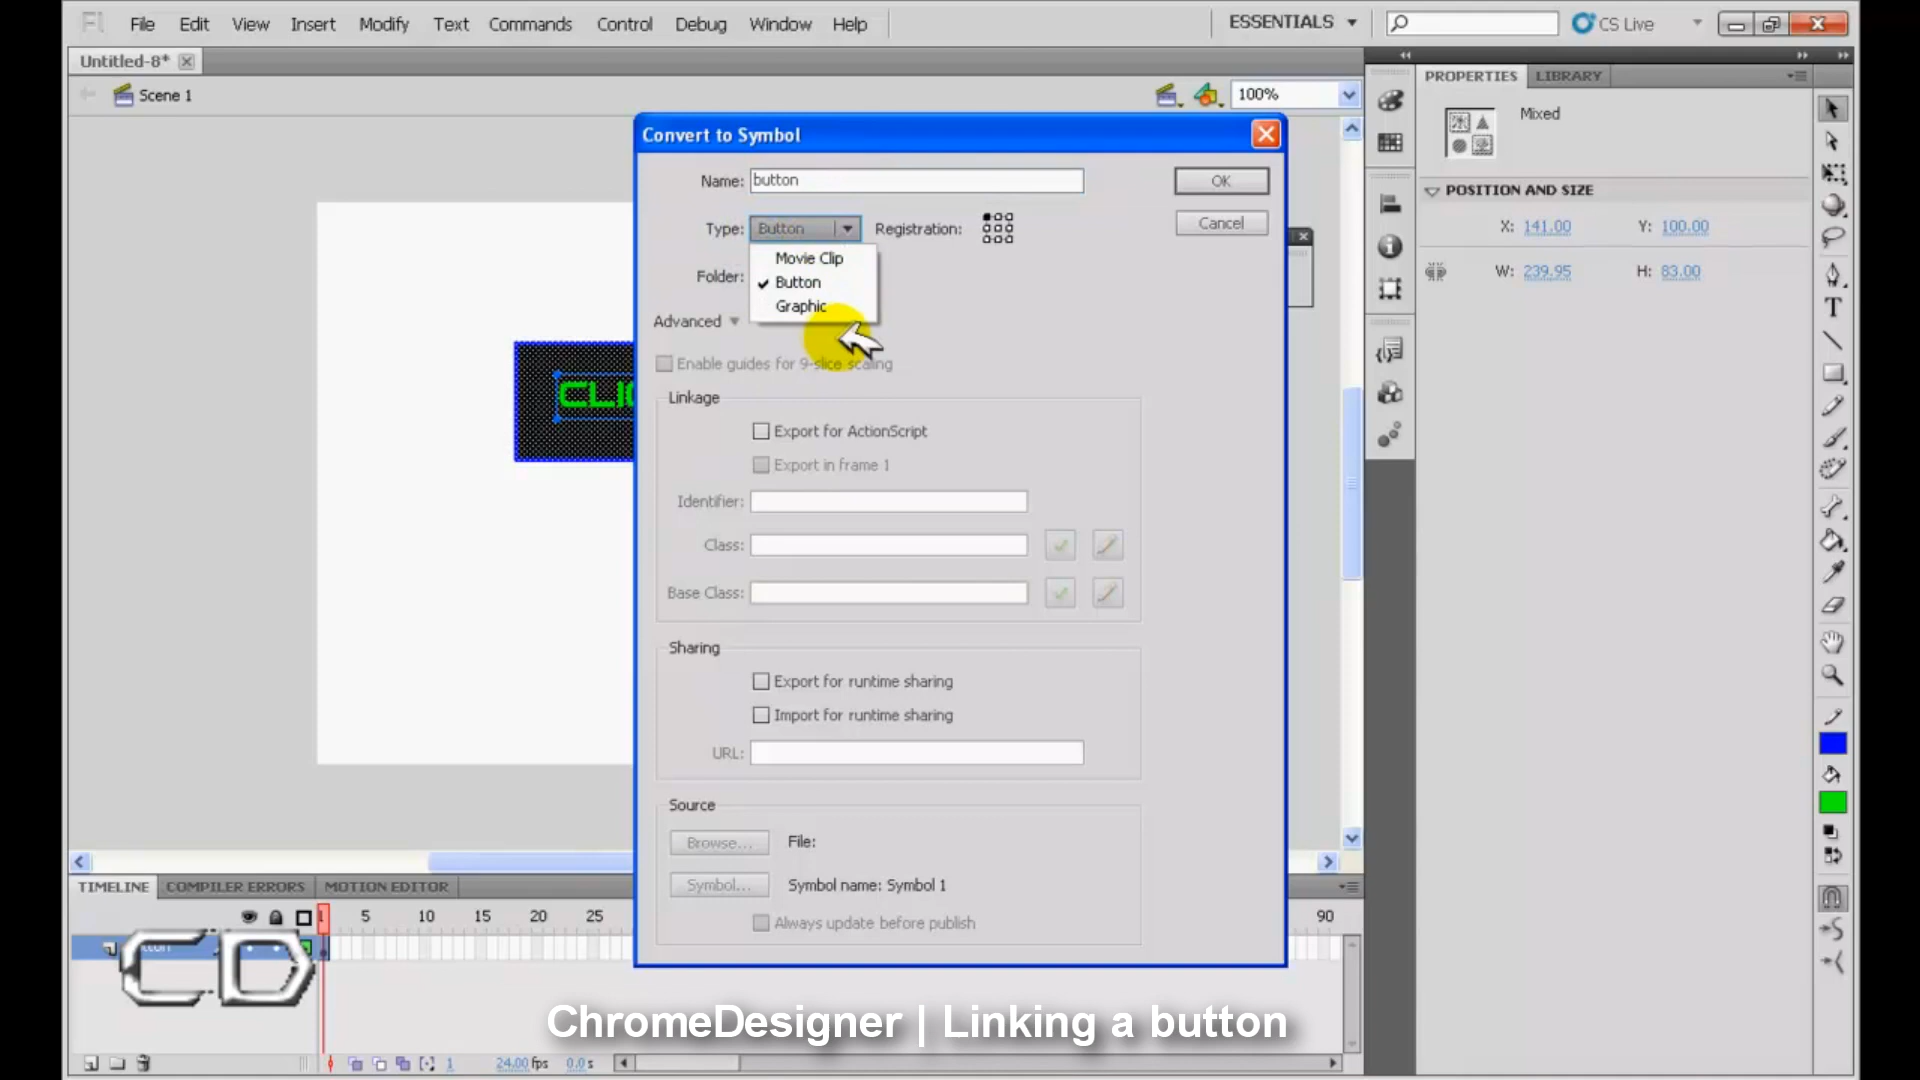 Fl File Edit View Insert Modify Text Commands Control Debug Window Help ESSENTIALS CS Live
Untitled-8*
Scene 1 100%
PROPERTIES LIBRARY
Mixed
POSITION AND SIZE
X: 141.00 Y: 100.00
W: 239.95 H: 83.00
T
Convert to Symbol
Name: button OK
Type: Button Registration: Cancel
Movie Clip
Button
Graphic
Folder:
Advanced
Enable guides for 9-slice scaling
Linkage
Export for ActionScript
Export in frame 1
Identifier:
Class:
Base Class:
Sharing
Export for runtime sharing
Import for runtime sharing
URL:
Source
Browse... File:
Symbol... Symbol name: Symbol 1
Always update before publish
CLI
TIMELINE COMPILER ERRORS MOTION EDITOR
1 5 10 15 20 25 90
CD
ChromeDesigner | Linking a button
1 24.00 fps 0.0 s